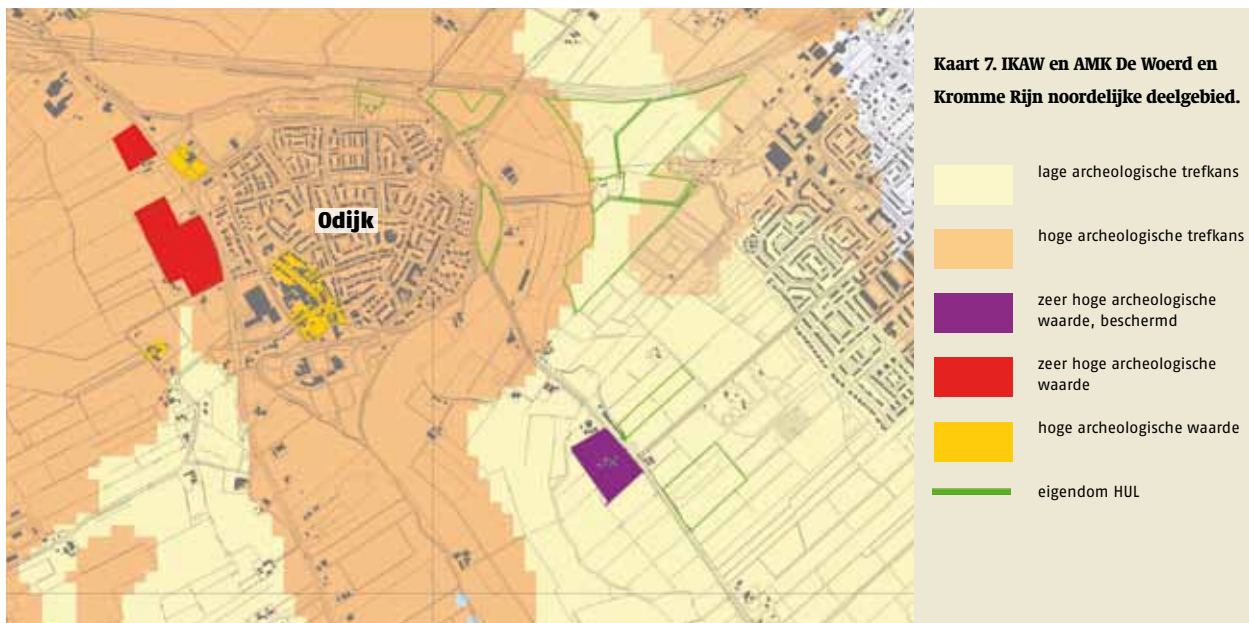 Odijk
Kaart 7. IKAW en AMK De Woerd en
Kromme Rijn noordelijke deelgebied.
lage archeologische trefkans
hoge archeologische trefkans
zeer hoge archeologische
waarde, beschermd
zeer hoge archeologische
waarde
hoge archeologische waarde
eigendom HUL